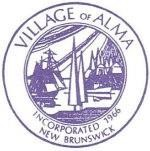 VILLAGE OF ALMA
INCORPORATED 1966
NEW BRUNSWICK